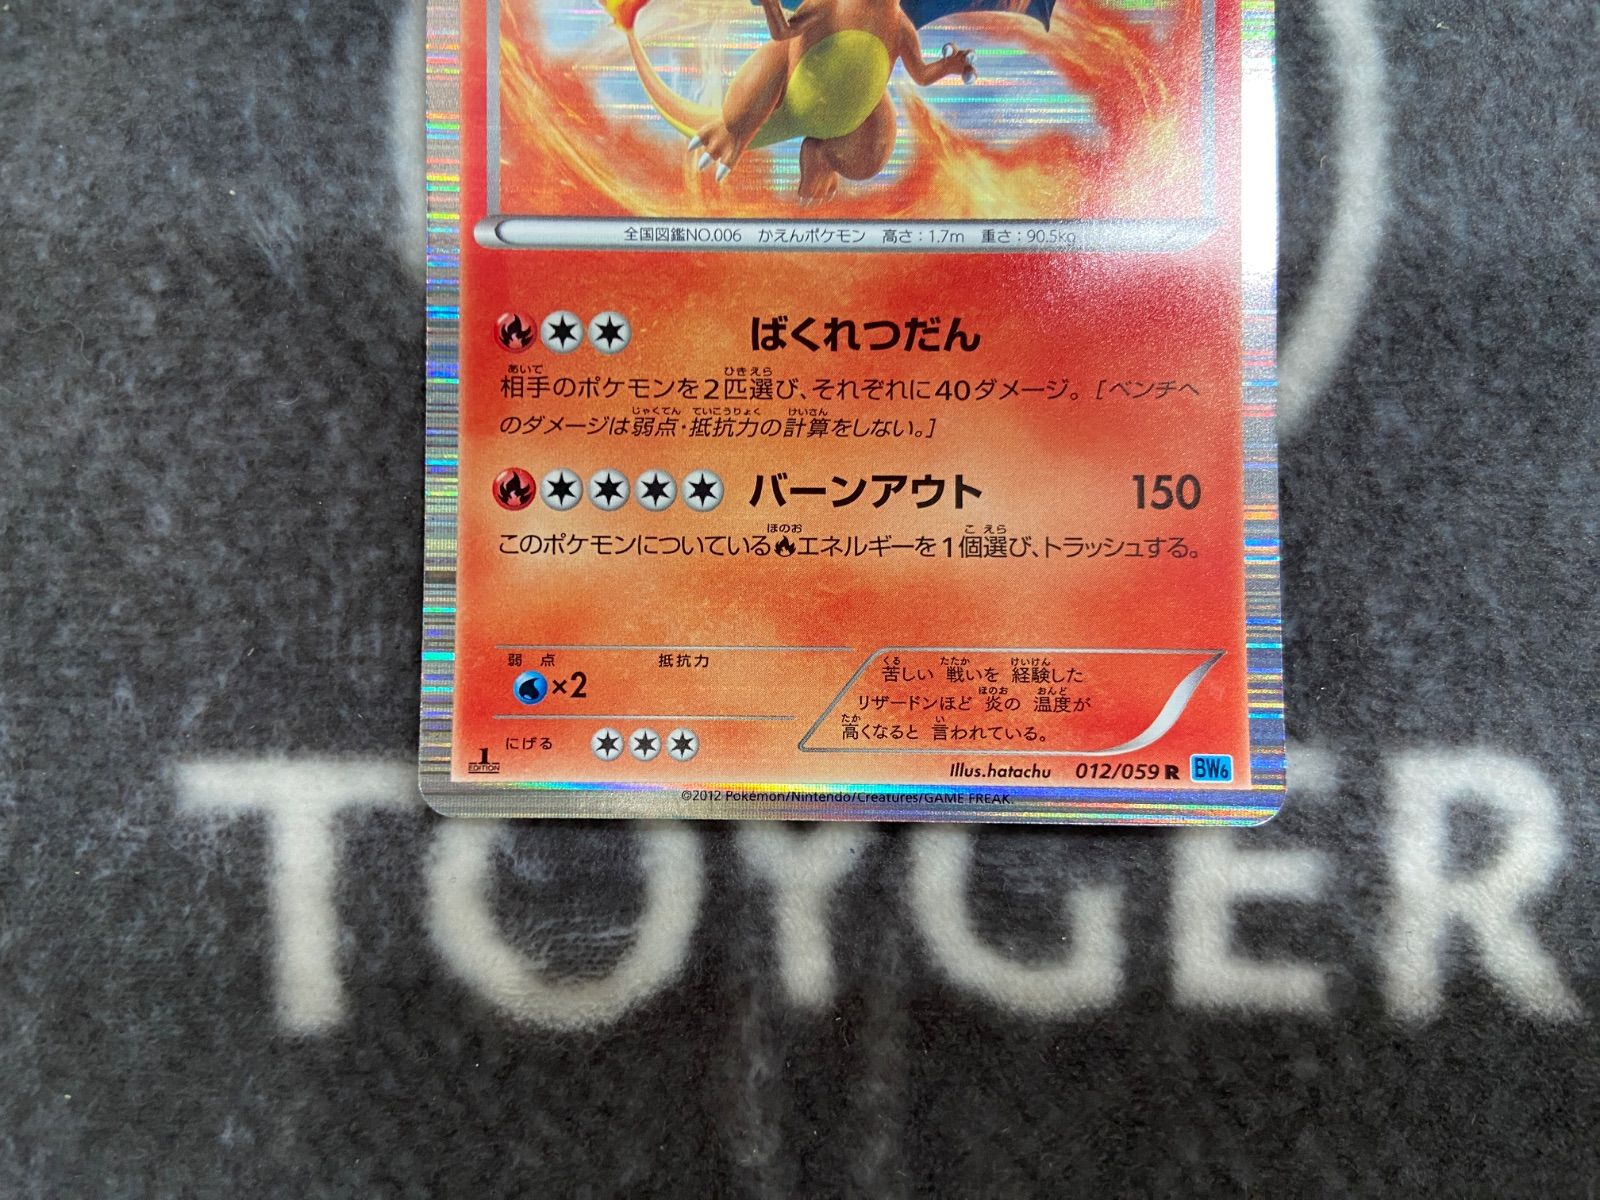 全国図鑑NO.006 かえんポケモン 高さ：1.7m 重さ：90.5kg
ばくれつだん
あいて ひきえら
相手のポケモンを2匹選び、それぞれに40ダメージ。［ベンチへ
じゃくてん ていこうりょく けいさん
のダメージは弱点・抵抗力の計算をしない。］
バーンアウト 150
ほのお こ えら
このポケモンについているエネルギーを1個選び、トラッシュする。
弱点 抵抗力
×2
にげる
くる たたか けいけん
苦しい 戦いを 経験した
ほのお おんど
リザードンほど 炎の 温度が
たか い
高くなると 言われている。
1 EDITION
Illus.hatachu 012/059 R BW6
©2012 Pokémon/Nintendo/Creatures/GAME FREAK.
TOYGER